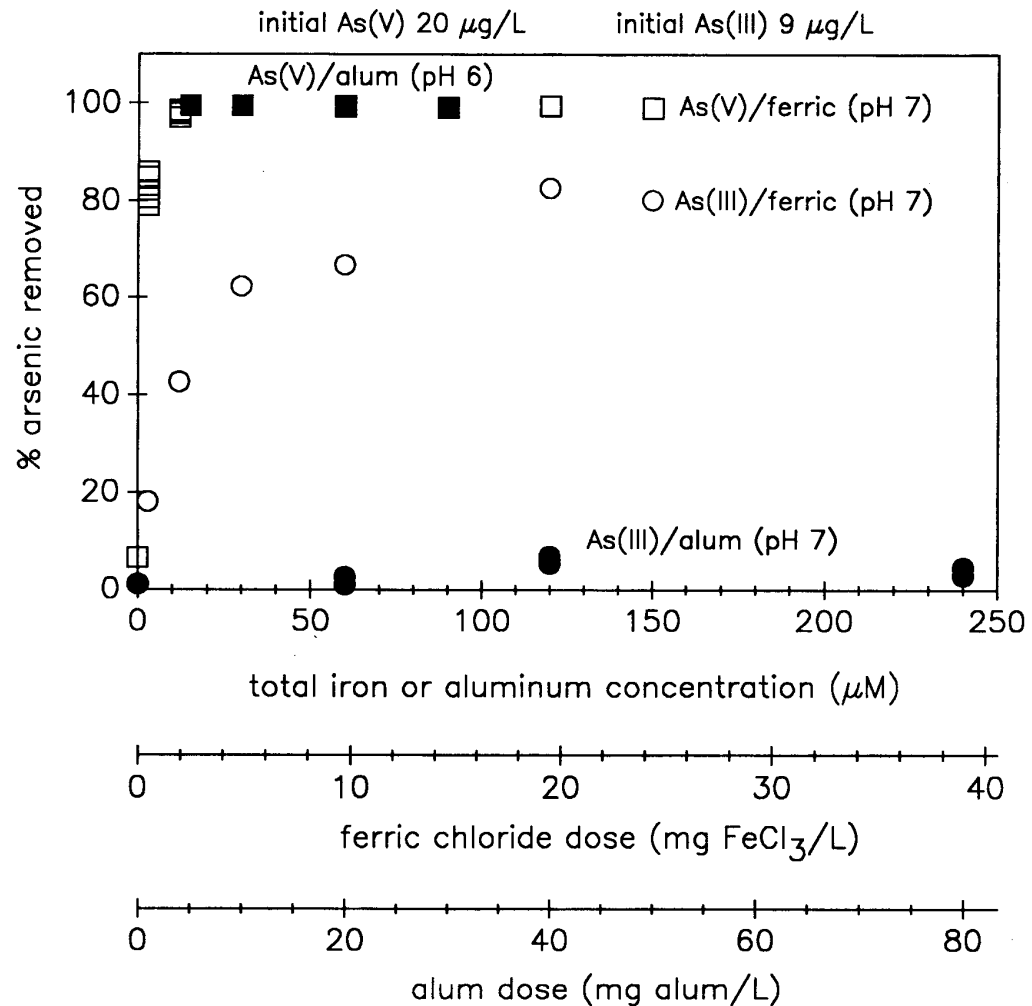 initial As(V) 20 μg/L initial As(III) 9 μg/L
As(V)/alum (pH 6)
100
As(V)/ferric (pH 7)
80
As(III)/ferric (pH 7)
60
40
20
As(III)/alum (pH 7)
0
% arsenic removed
0 50 100 150 200 250
total iron or aluminum concentration (μM)
0 10 20 30 40
ferric chloride dose (mg FeCl₃/L)
0 20 40 60 80
alum dose (mg alum/L)